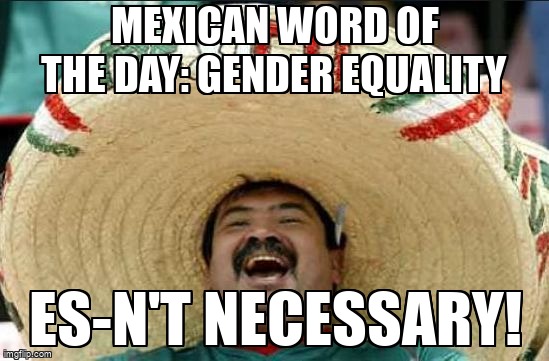 MEXICAN WORD OF
THE DAY: GENDER EQUALITY
ES-N'T NECESSARY!
imgflip.com